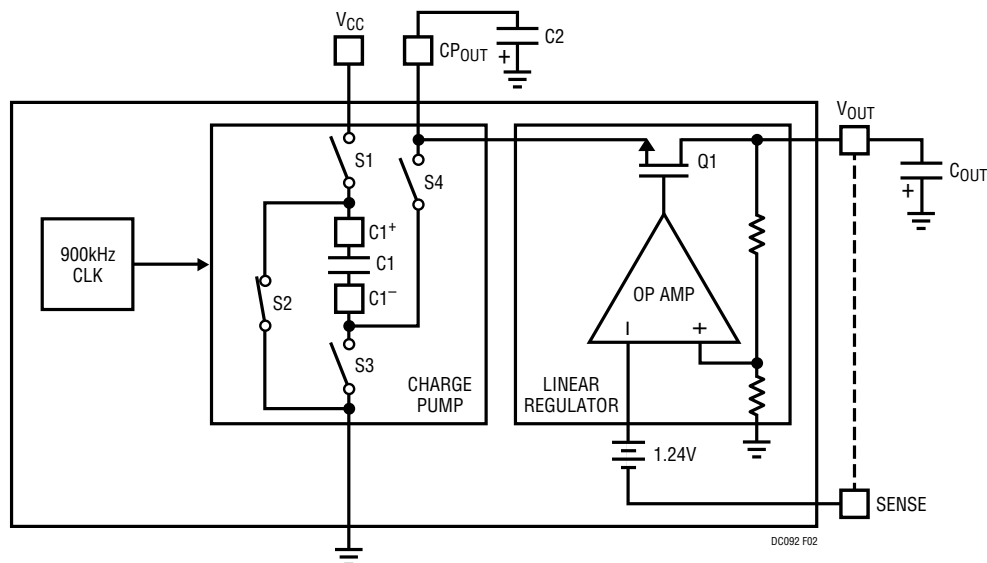 VCC
CPOUT
C2
+
VOUT
S1
S4
Q1
COUT
+
C1+
900kHz
CLK
C1
S2
C1–
OP AMP
– +
S3
CHARGE
PUMP
LINEAR
REGULATOR
1.24V
SENSE
DC092 F02